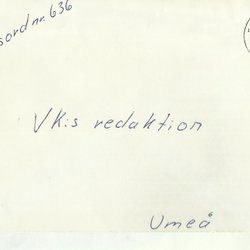 sord nr. 636
VK:s redaktion
Umeå